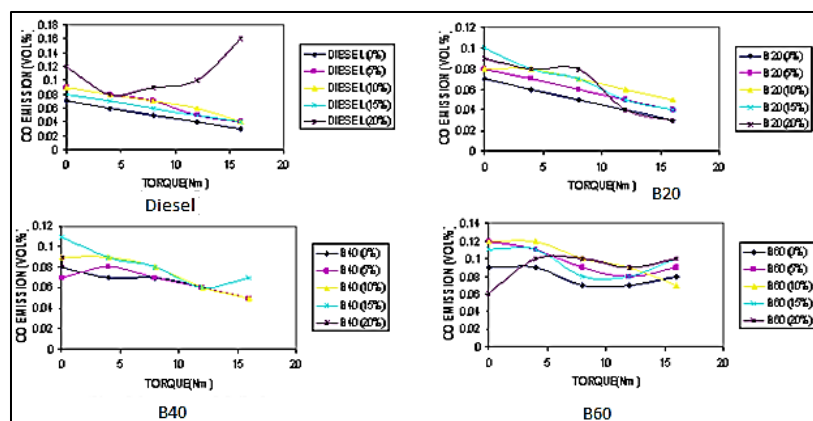 CO EMISSION (VOL%)
0.18
0.16
0.14
0.12
0.1
0.08
0.06
0.04
0.02
0
0 5 10 15 20
TORQUE(Nm)
Diesel
DIESEL(0%)
DIESEL(5%)
DIESEL(10%)
DIESEL(15%)
DIESEL(20%)
CO EMISSION (VOL%)
0.12
0.1
0.08
0.06
0.04
0.02
0
0 5 10 15 20
TORQUE(Nm)
B20
B20(0%)
B20(5%)
B20(10%)
B20(15%)
B20(20%)
CO EMISSION (VOL%)
0.12
0.1
0.08
0.06
0.04
0.02
0
0 5 10 15 20
TORQUE(Nm)
B40
B40(0%)
B40(5%)
B40(10%)
B40(15%)
B40(20%)
CO EMISSION (VOL%)
0.14
0.12
0.1
0.08
0.06
0.04
0.02
0
0 5 10 15 20
TORQUE(Nm)
B60
B60(0%)
B60(5%)
B60(10%)
B60(15%)
B60(20%)